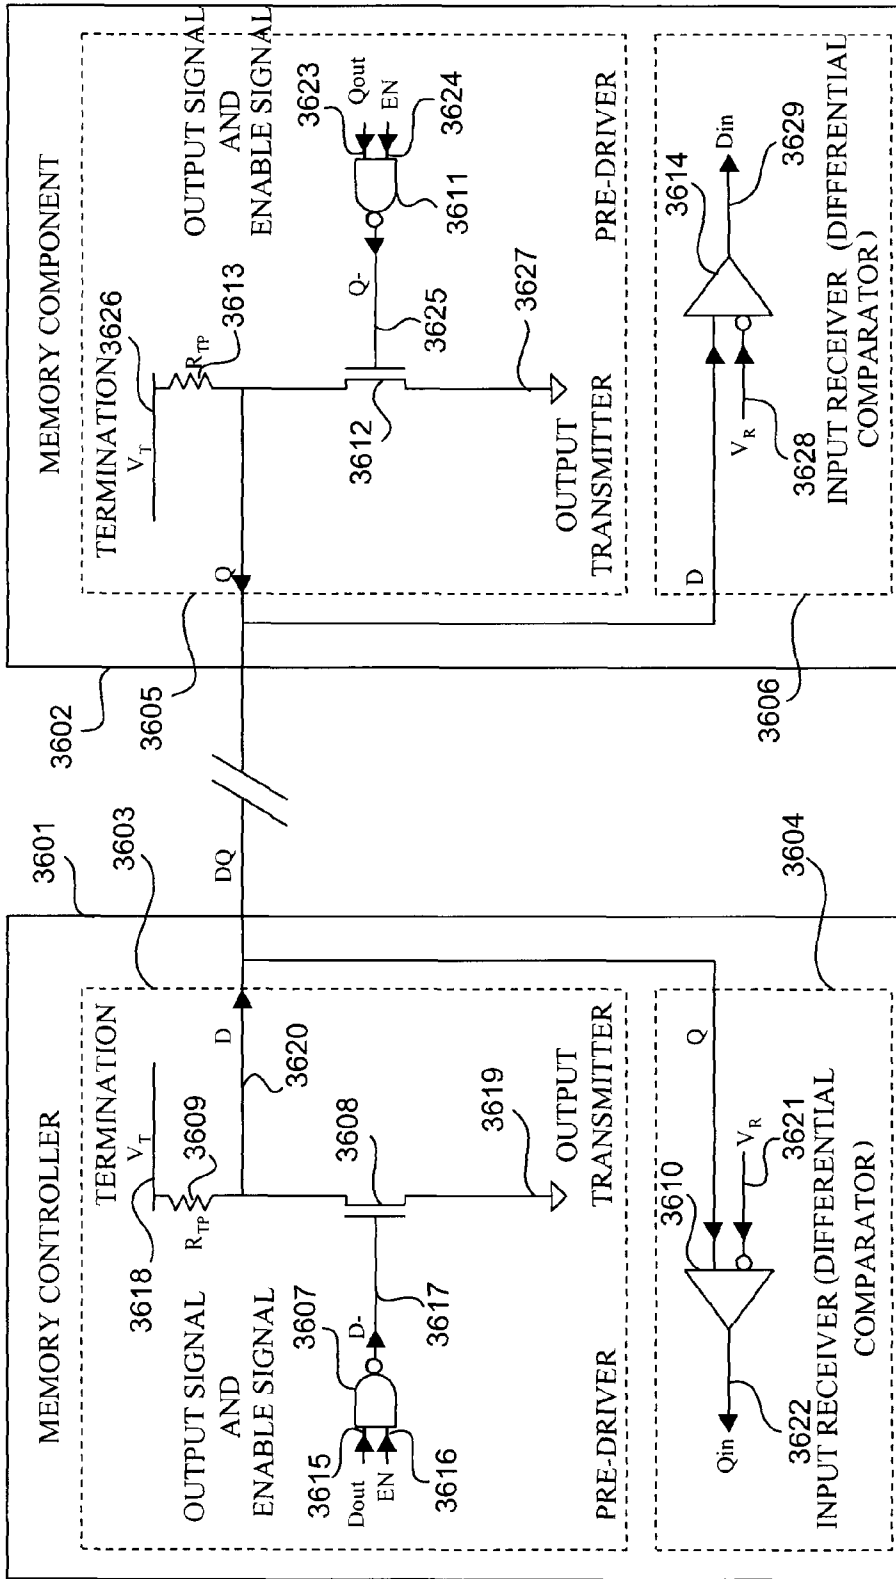 MEMORY CONTROLLER
3601
3603
TERMINATION
V_T
3618
R_TP
3609
OUTPUT SIGNAL
AND
ENABLE SIGNAL
D
3620
3607
3608
3615
Dout
EN
3616
D-
3617
3619
PRE-DRIVER
OUTPUT
TRANSMITTER
3604
Q
3610
V_R
3621
Qin
3622
INPUT RECEIVER (DIFFERENTIAL
COMPARATOR)
DQ
MEMORY COMPONENT
3602
3605
TERMINATION
V_T
3626
R_TP
3613
OUTPUT SIGNAL
AND
ENABLE SIGNAL
Q
3623
Qout
EN
3624
3611
Q-
3625
3612
3627
OUTPUT
TRANSMITTER
PRE-DRIVER
3606
D
3614
Din
3629
V_R
3628
INPUT RECEIVER (DIFFERENTIAL
COMPARATOR)